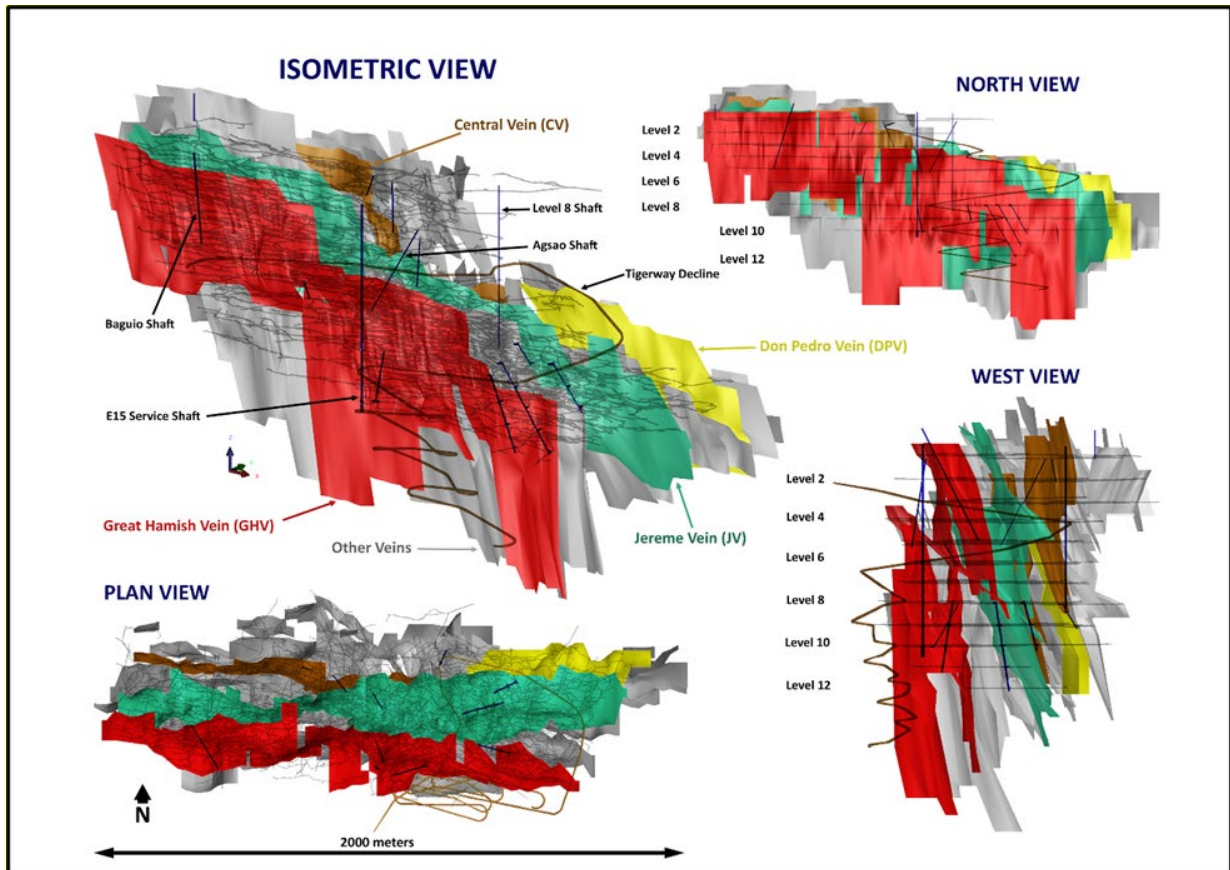 ISOMETRIC VIEW
Central Vein (CV)
Level 8 Shaft
Agsao Shaft
Tigerway Decline
Baguio Shaft
Don Pedro Vein (DPV)
E15 Service Shaft
Great Hamish Vein (GHV)
Other Veins
Jereme Vein (JV)
NORTH VIEW
Level 2
Level 4
Level 6
Level 8
Level 10
Level 12
WEST VIEW
Level 2
Level 4
Level 6
Level 8
Level 10
Level 12
PLAN VIEW
N
2000 meters